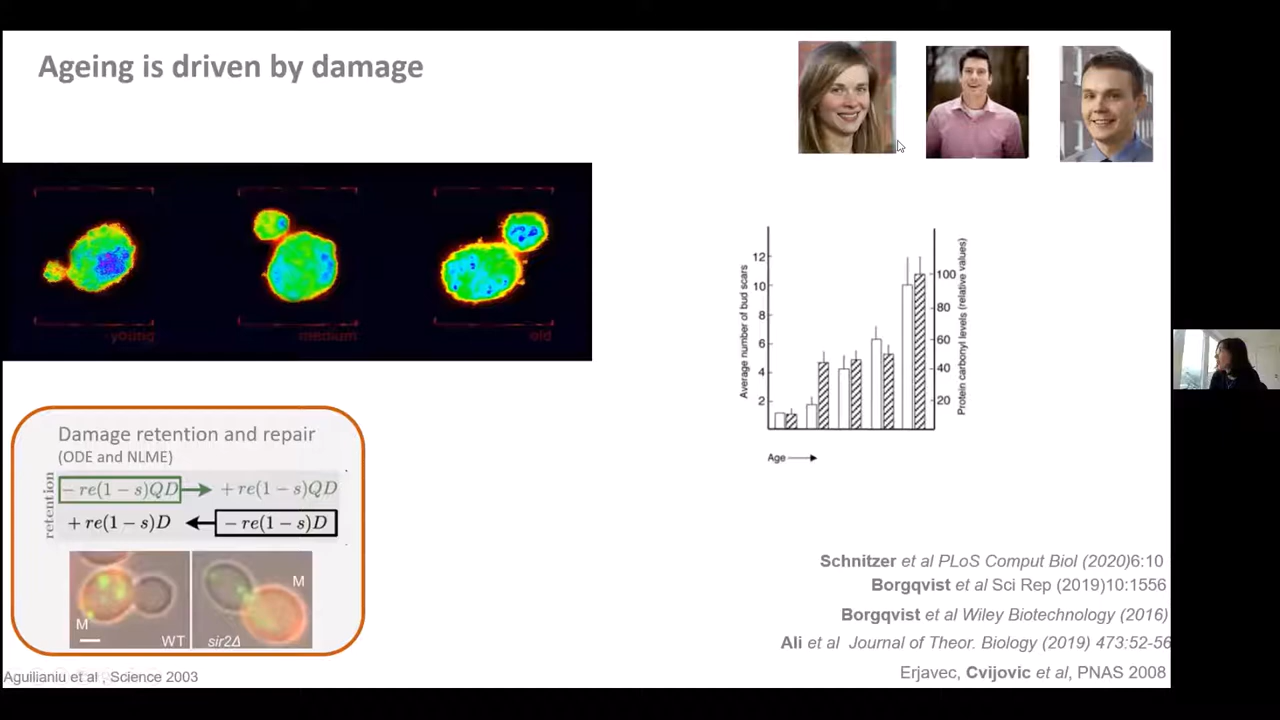 Ageing is driven by damage
young
medium
old
Average number of bud scars
12
10
8
6
4
2
100
80
60
40
20
Protein carbonyl levels (relative values)
Age
Damage retention and repair
(ODE and NLME)
retention
− re(1 − s)QD + re(1 − s)QD
+ re(1 − s)D − re(1 − s)D
M
WT
M
sir2Δ
Schnitzer et al PLoS Comput Biol (2020)6:10
Borgqvist et al Sci Rep (2019)10:1556
Borgqvist et al Wiley Biotechnology (2016)
Ali et al Journal of Theor. Biology (2019) 473:52-56
Erjavec, Cvijovic et al, PNAS 2008
Aguilianiu et al , Science 2003